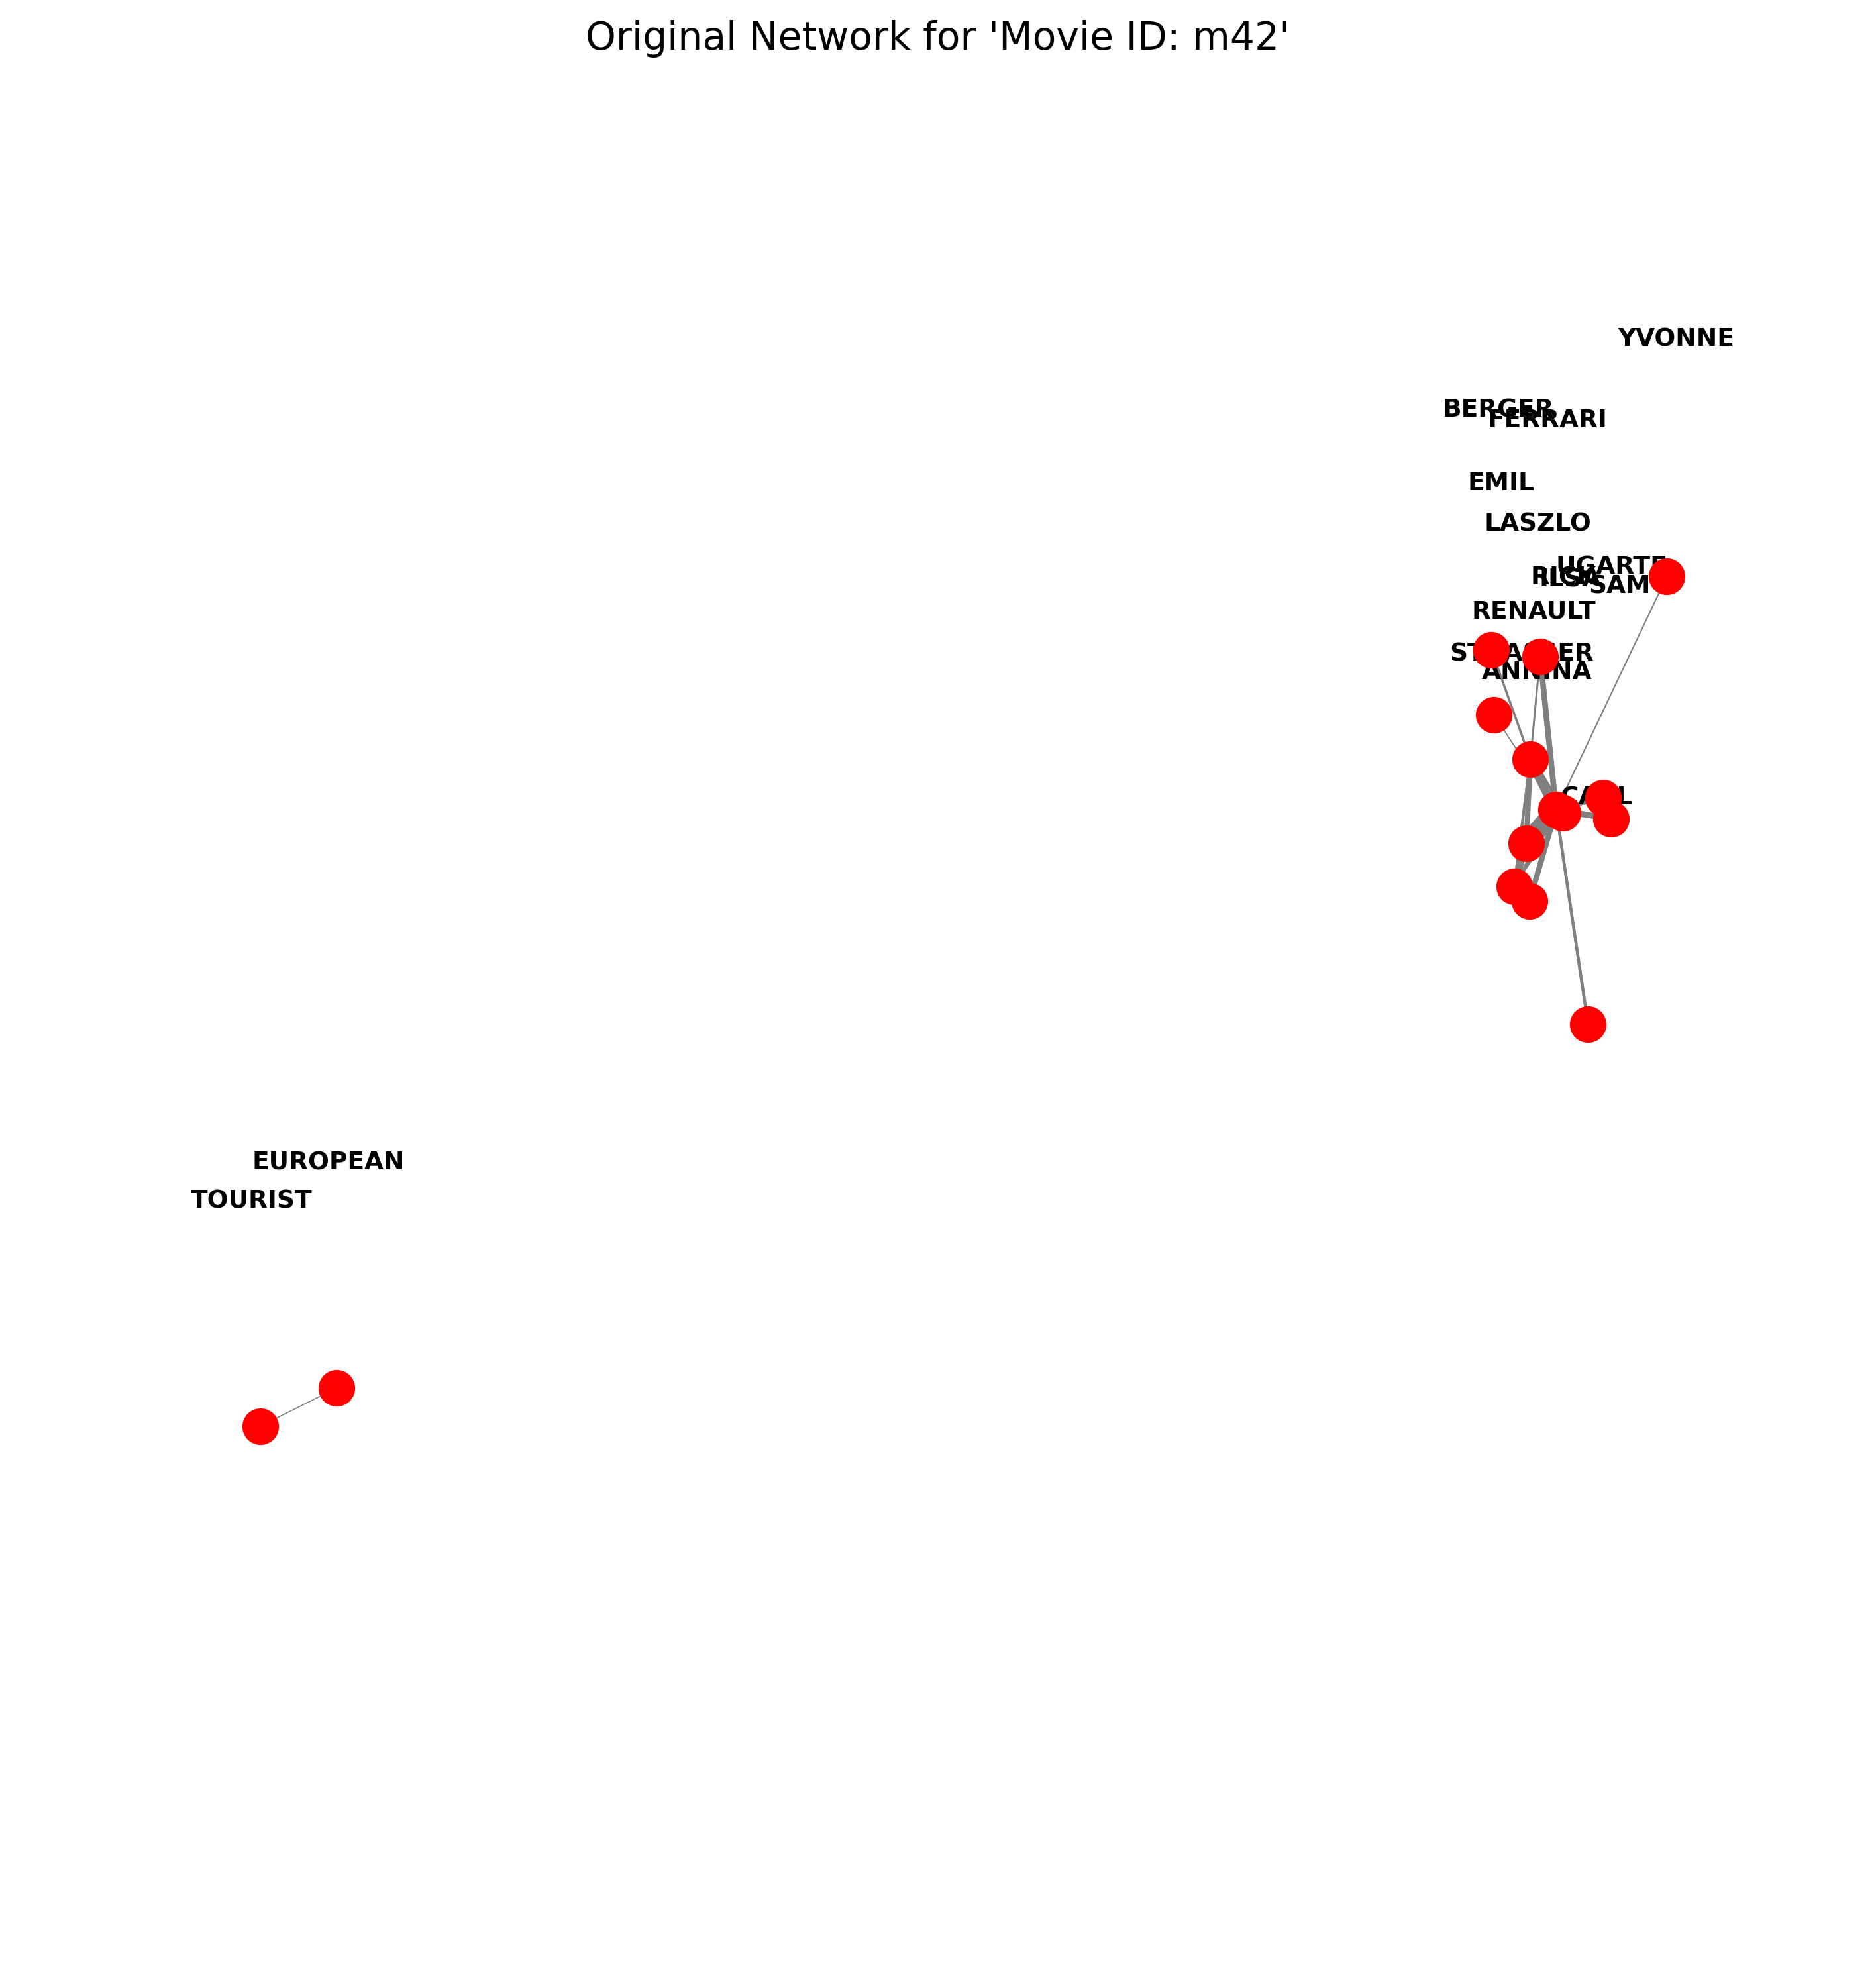 Original Network for 'Movie ID: m42'
YVONNE
BERGER
FERRARI
EMIL
LASZLO
UGARTE
RICK
ILSA
SAM
RENAULT
STRASSER
ANNINA
CARL
EUROPEAN
TOURIST